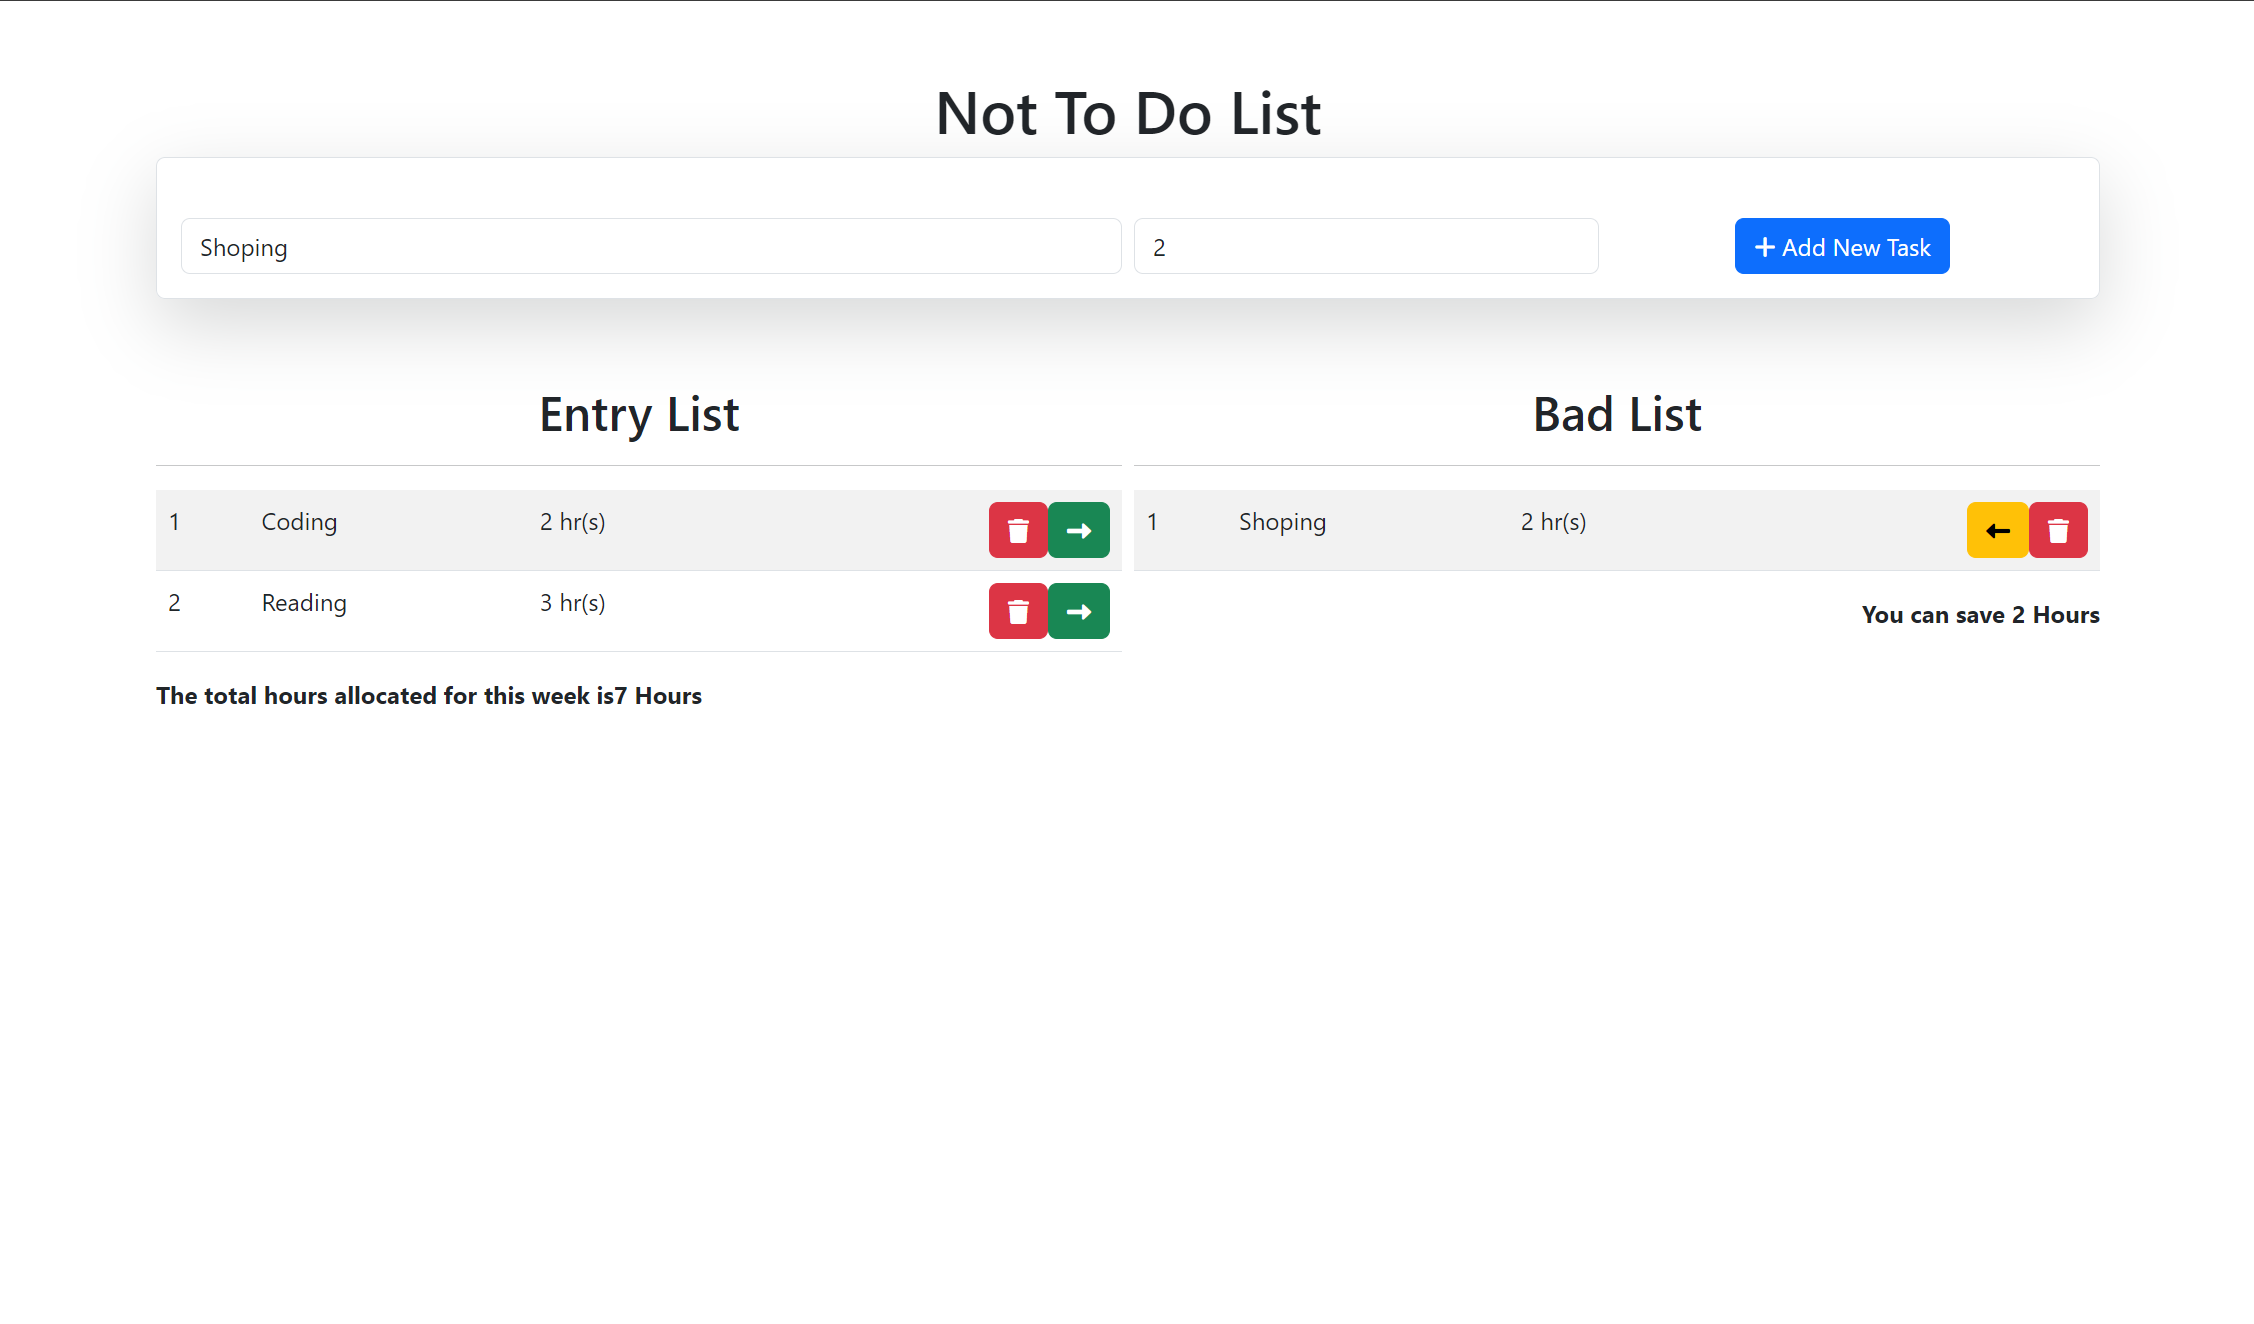 Not To Do List
Shoping
2
Add New Task
Entry List
1 Coding 2 hr(s)
2 Reading 3 hr(s)
The total hours allocated for this week is7 Hours
Bad List
1 Shoping 2 hr(s)
You can save 2 Hours